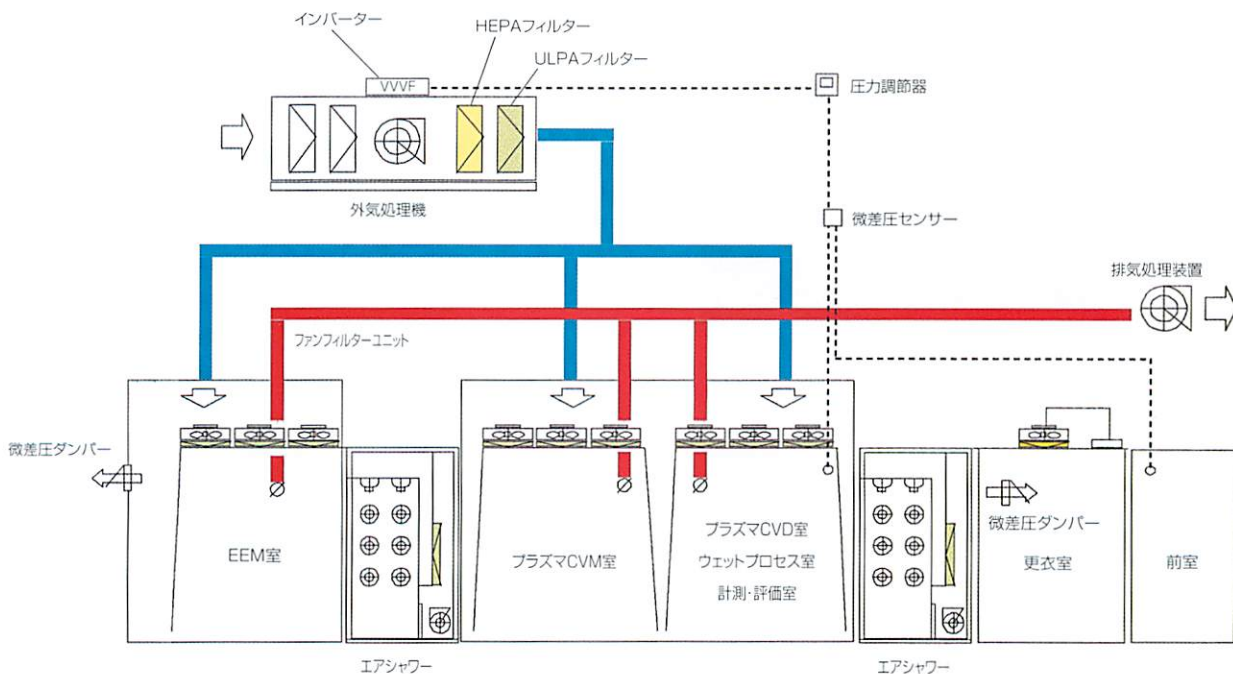 インバーター
HEPAフィルター
ULPAフィルター
VVVF
圧力調節器
外気処理機
微差圧センサー
排気処理装置
ファンフィルターユニット
微差圧ダンパー
EEM室
プラズマCVM室
プラズマCVD室
ウェットプロセス室
計測・評価室
微差圧ダンパー
更衣室
前室
エアシャワー
エアシャワー